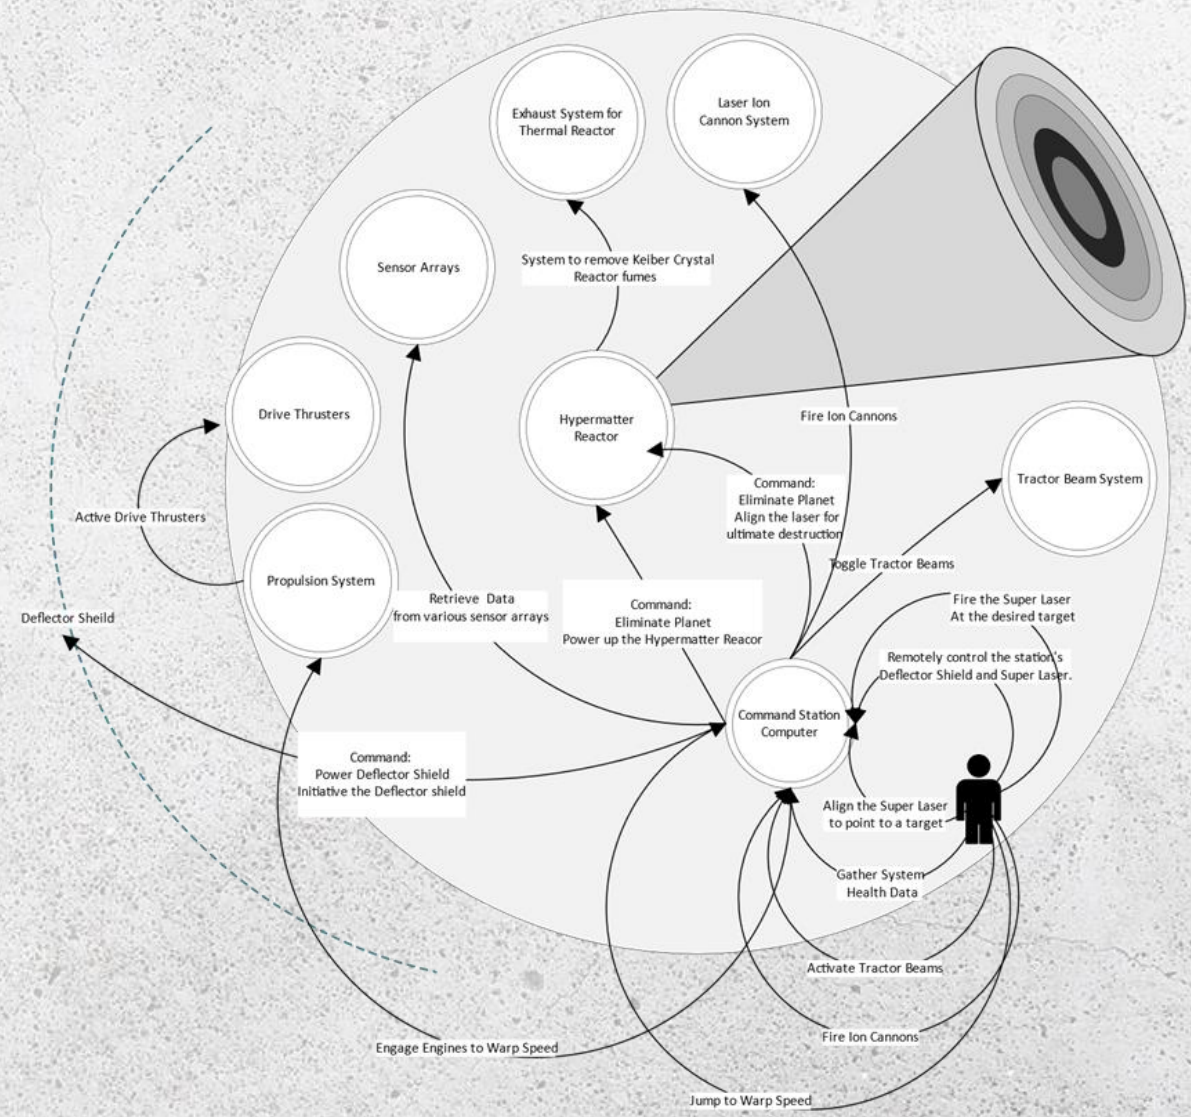 Exhaust System for
Thermal Reactor
Laser Ion
Cannon System
Sensor Arrays
System to remove Keiber Crystal
Reactor fumes
Drive Thrusters
Hypermatter
Reactor
Fire Ion Cannons
Tractor Beam System
Command:
Eliminate Planet
Align the laser for
ultimate destruction
Active Drive Thrusters
Propulsion System
Toggle Tractor Beams
Retrieve Data
from various sensor arrays
Command:
Eliminate Planet
Power up the Hypermatter Reacor
Fire the Super Laser
At the desired target
Deflector Sheild
Remotely control the station's
Deflector Shield and Super Laser.
Command Station
Computer
Command:
Power Deflector Shield
Initiative the Deflector shield
Align the Super Laser
to point to a target
Gather System
Health Data
Activate Tractor Beams
Fire Ion Cannons
Engage Engines to Warp Speed
Jump to Warp Speed